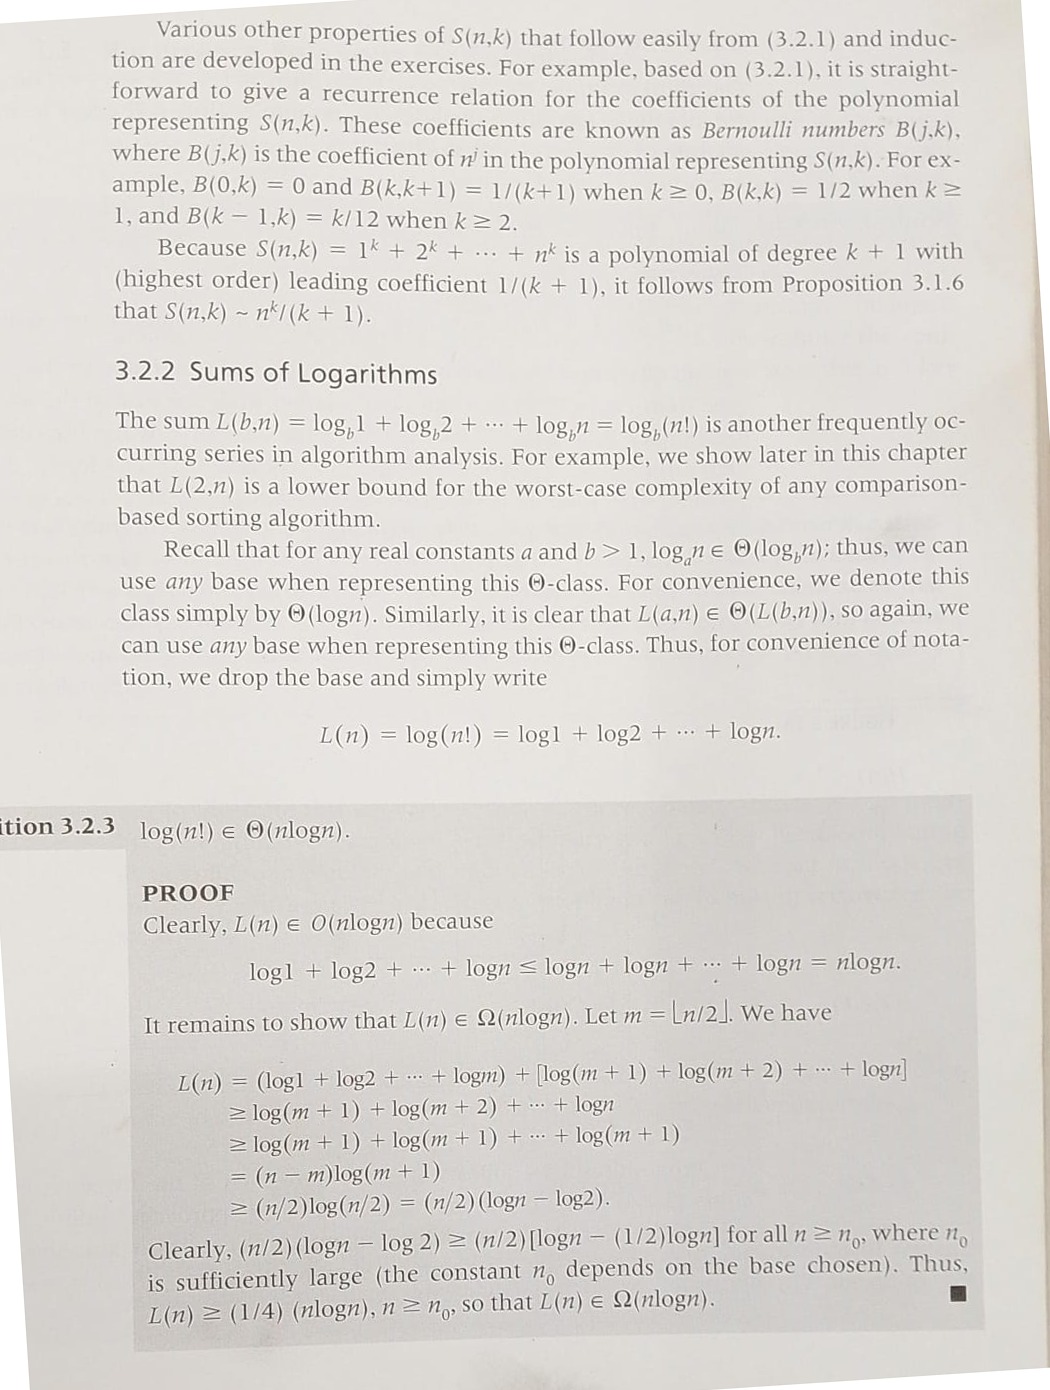 Various other properties of S(n,k) that follow easily from (3.2.1) and induc-
tion are developed in the exercises. For example, based on (3.2.1), it is straight-
forward to give a recurrence relation for the coefficients of the polynomial
representing S(n,k). These coefficients are known as Bernoulli numbers B(j,k),
where B(j,k) is the coefficient of nʲ in the polynomial representing S(n,k). For ex-
ample, B(0,k) = 0 and B(k,k+1) = 1/(k+1) when k ≥ 0, B(k,k) = 1/2 when k ≥
1, and B(k − 1,k) = k/12 when k ≥ 2.
Because S(n,k) = 1ᵏ + 2ᵏ + ··· + nᵏ is a polynomial of degree k + 1 with
(highest order) leading coefficient 1/(k + 1), it follows from Proposition 3.1.6
that S(n,k) ~ nᵏ/(k + 1).
3.2.2 Sums of Logarithms
The sum L(b,n) = log_b1 + log_b2 + ··· + log_bn = log_b(n!) is another frequently oc-
curring series in algorithm analysis. For example, we show later in this chapter
that L(2,n) is a lower bound for the worst-case complexity of any comparison-
based sorting algorithm.
Recall that for any real constants a and b > 1, log_an ∈ Θ(log_bn); thus, we can
use any base when representing this Θ-class. For convenience, we denote this
class simply by Θ(logn). Similarly, it is clear that L(a,n) ∈ Θ(L(b,n)), so again, we
can use any base when representing this Θ-class. Thus, for convenience of nota-
tion, we drop the base and simply write
L(n) = log(n!) = log1 + log2 + ··· + logn.
ition 3.2.3 log(n!) ∈ Θ(nlogn).
PROOF
Clearly, L(n) ∈ O(nlogn) because
log1 + log2 + ··· + logn ≤ logn + logn + ··· + logn = nlogn.
It remains to show that L(n) ∈ Ω(nlogn). Let m = ⌊n/2⌋. We have
L(n) = (log1 + log2 + ··· + logm) + [log(m + 1) + log(m + 2) + ··· + logn]
≥ log(m + 1) + log(m + 2) + ··· + logn
≥ log(m + 1) + log(m + 1) + ··· + log(m + 1)
= (n − m)log(m + 1)
≥ (n/2)log(n/2) = (n/2)(logn − log2).
Clearly, (n/2)(logn − log 2) ≥ (n/2)[logn − (1/2)logn] for all n ≥ n₀, where n₀
is sufficiently large (the constant n₀ depends on the base chosen). Thus,
L(n) ≥ (1/4) (nlogn), n ≥ n₀, so that L(n) ∈ Ω(nlogn). ■